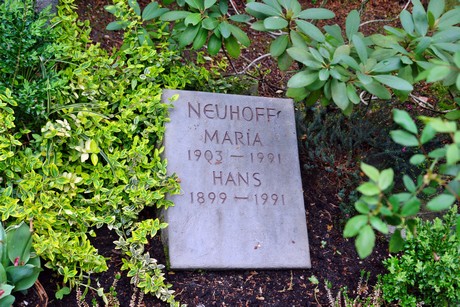 NEUHOFF
MARIA
1903 – 1991
HANS
1899 – 1991